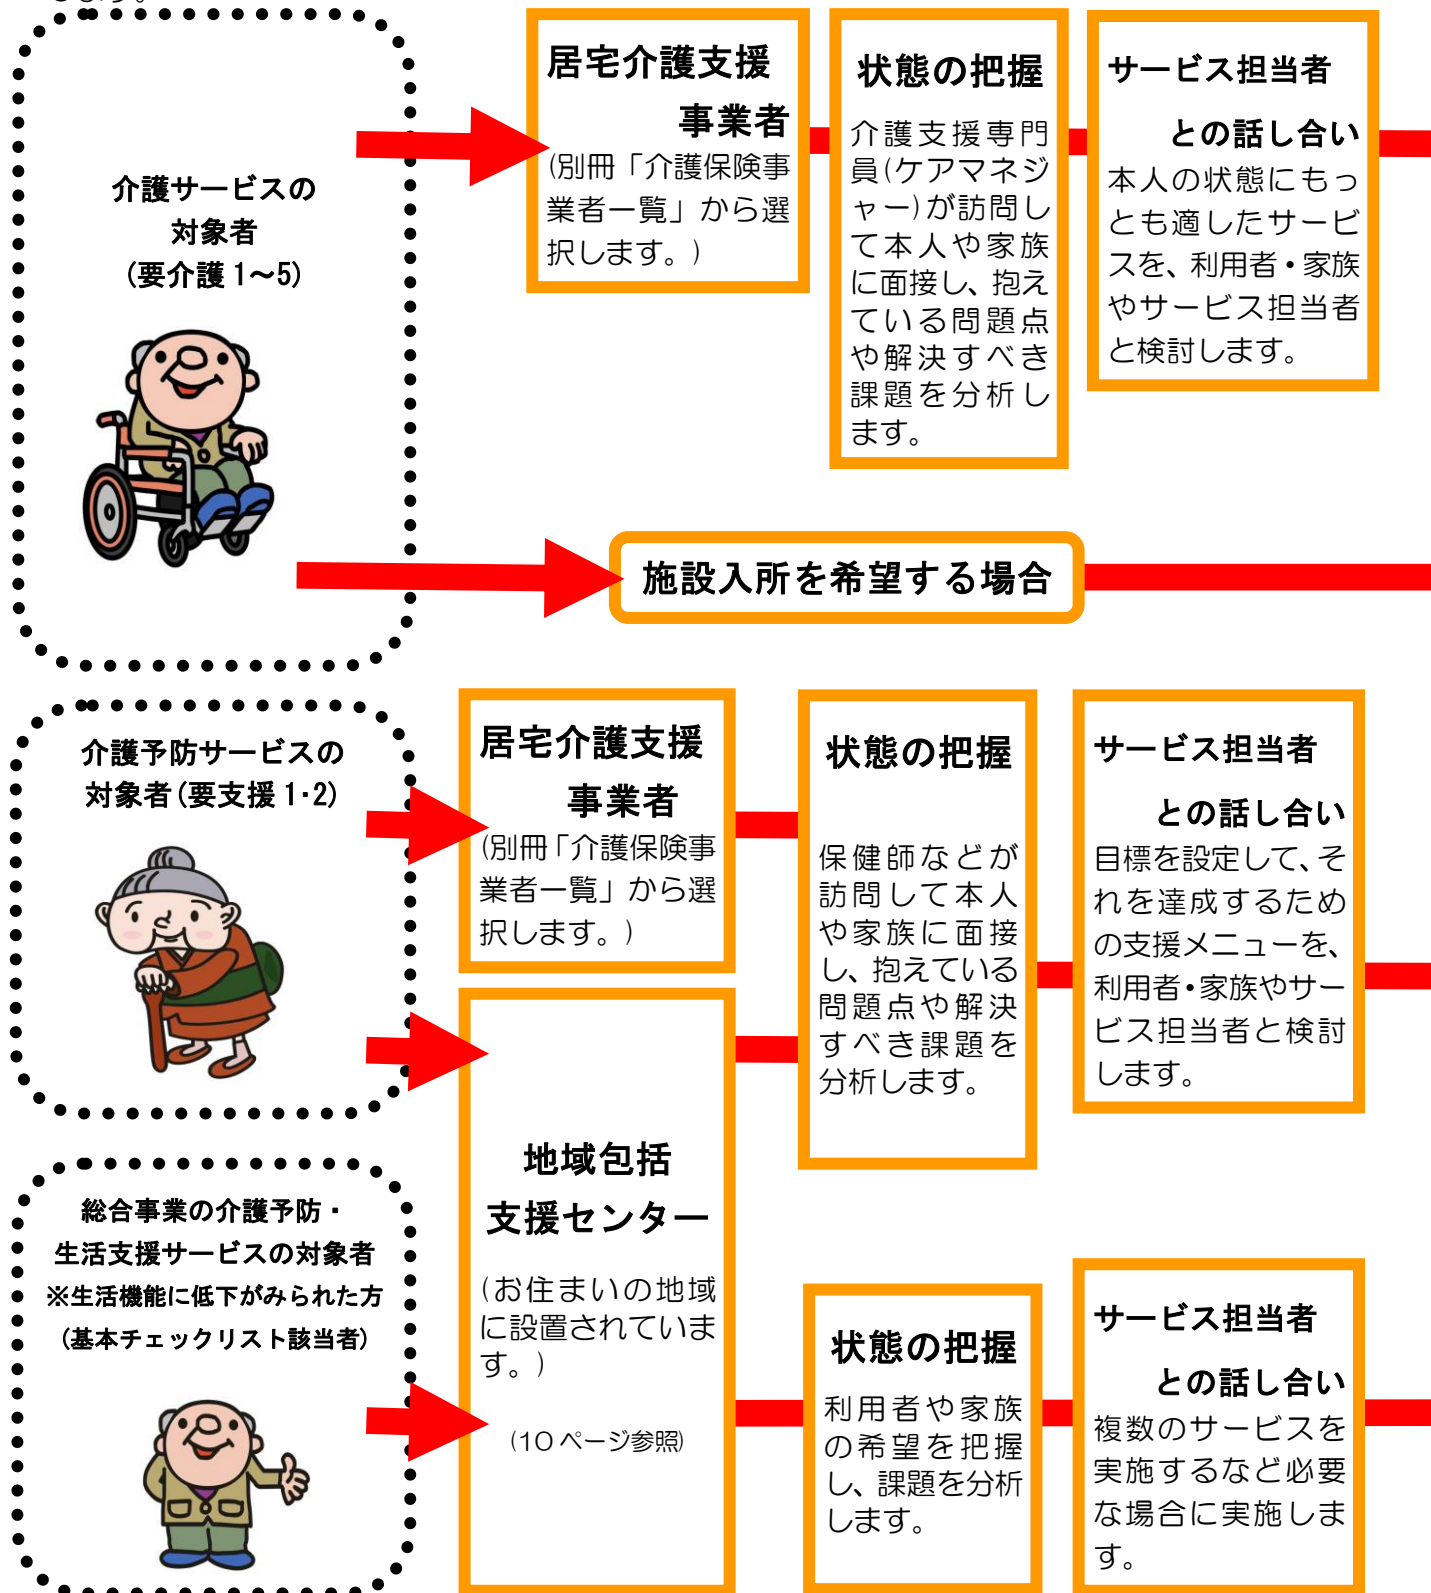 します。
介護サービスの
対象者
(要介護1～5)
居宅介護支援
事業者
(別冊「介護保険事
業者一覧」から選
択します。)
状態の把握
介護支援専門
員(ケアマネジ
ャー)が訪問し
て本人や家族
に面接し、抱え
ている問題点
や解決すべき
課題を分析し
ます。
サービス担当者
との話し合い
本人の状態にもっ
とも適したサービ
スを、利用者・家族
やサービス担当者
と検討します。
施設入所を希望する場合
介護予防サービスの
対象者(要支援1・2)
居宅介護支援
事業者
(別冊「介護保険事
業者一覧」から選
択します。)
状態の把握
保健師などが
訪問して本人
や家族に面接
し、抱えている
問題点や解決
すべき課題を
分析します。
サービス担当者
との話し合い
目標を設定して、そ
れを達成するため
の支援メニューを、
利用者・家族やサー
ビス担当者と検討
します。
総合事業の介護予防・
生活支援サービスの対象者
※生活機能に低下がみられた方
(基本チェックリスト該当者)
地域包括
支援センター
(お住まいの地域
に設置されていま
す。)
(10ページ参照)
状態の把握
利用者や家族
の希望を把握
し、課題を分析
します。
サービス担当者
との話し合い
複数のサービスを
実施するなど必要
な場合に実施しま
す。